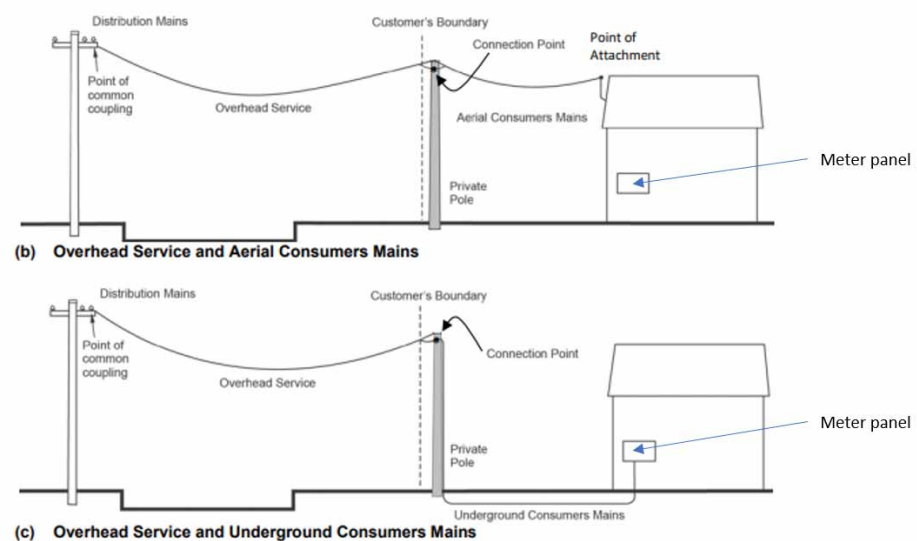 Distribution Mains
Customer's Boundary
Connection Point
Point of
Attachment
Point of
common
coupling
Overhead Service
Aerial Consumers Mains
Meter panel
Private
Pole
(b) Overhead Service and Aerial Consumers Mains
Distribution Mains
Customer's Boundary
Point of
common
coupling
Connection Point
Overhead Service
Meter panel
Private
Pole
Underground Consumers Mains
(c) Overhead Service and Underground Consumers Mains